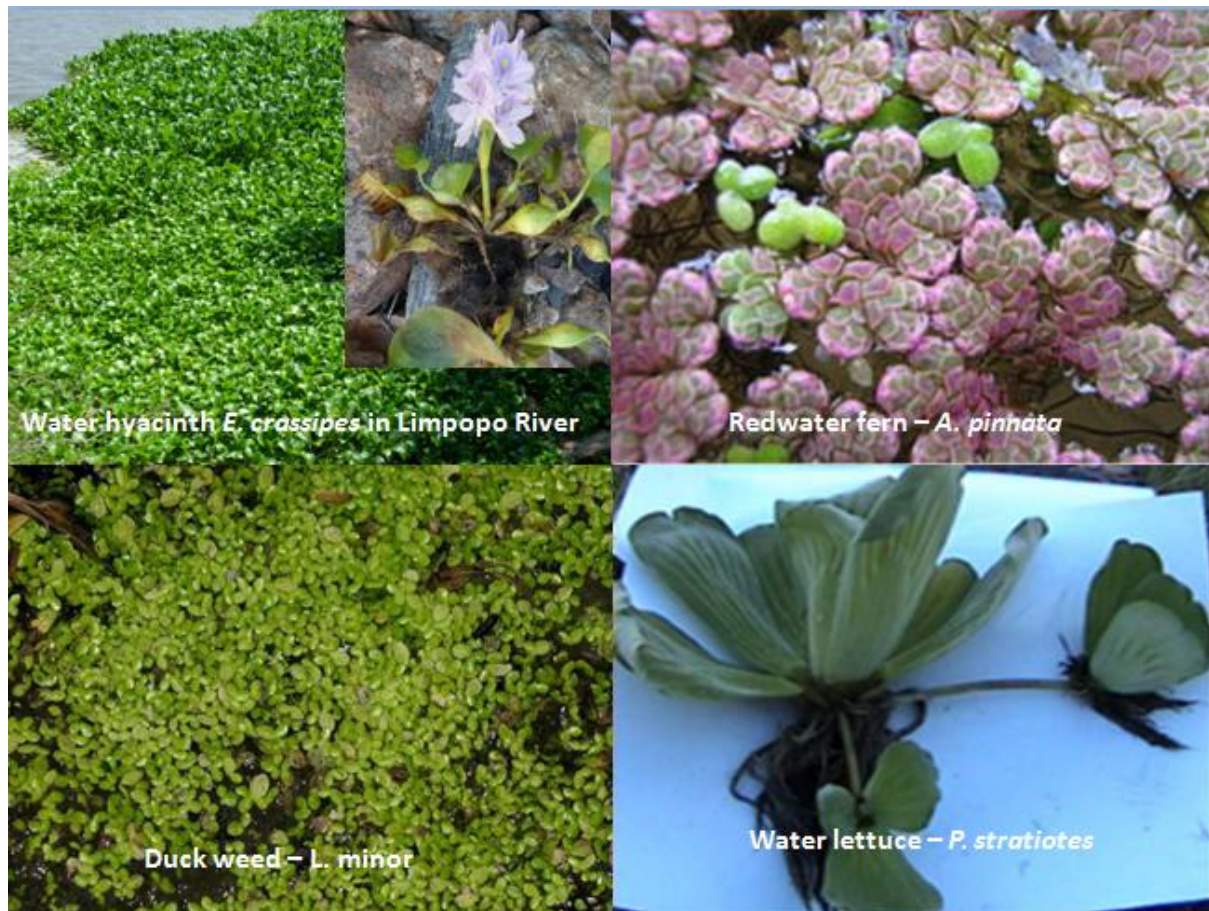 Water hyacinth E. crassipes in Limpopo River
Redwater fern – A. pinnata
Duck weed – L. minor
Water lettuce – P. stratiotes